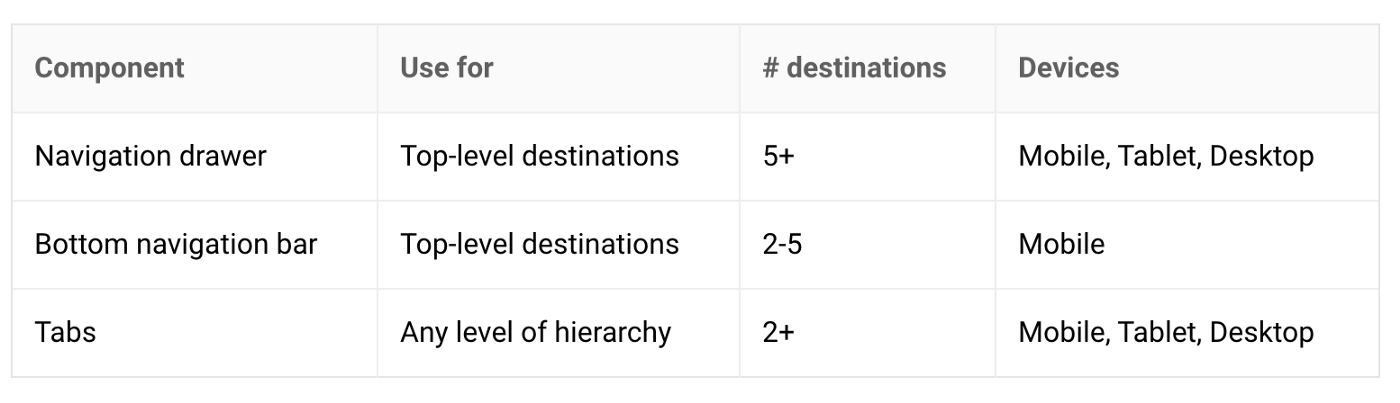 Component Use for # destinations Devices
Navigation drawer Top-level destinations 5+ Mobile, Tablet, Desktop
Bottom navigation bar Top-level destinations 2-5 Mobile
Tabs Any level of hierarchy 2+ Mobile, Tablet, Desktop